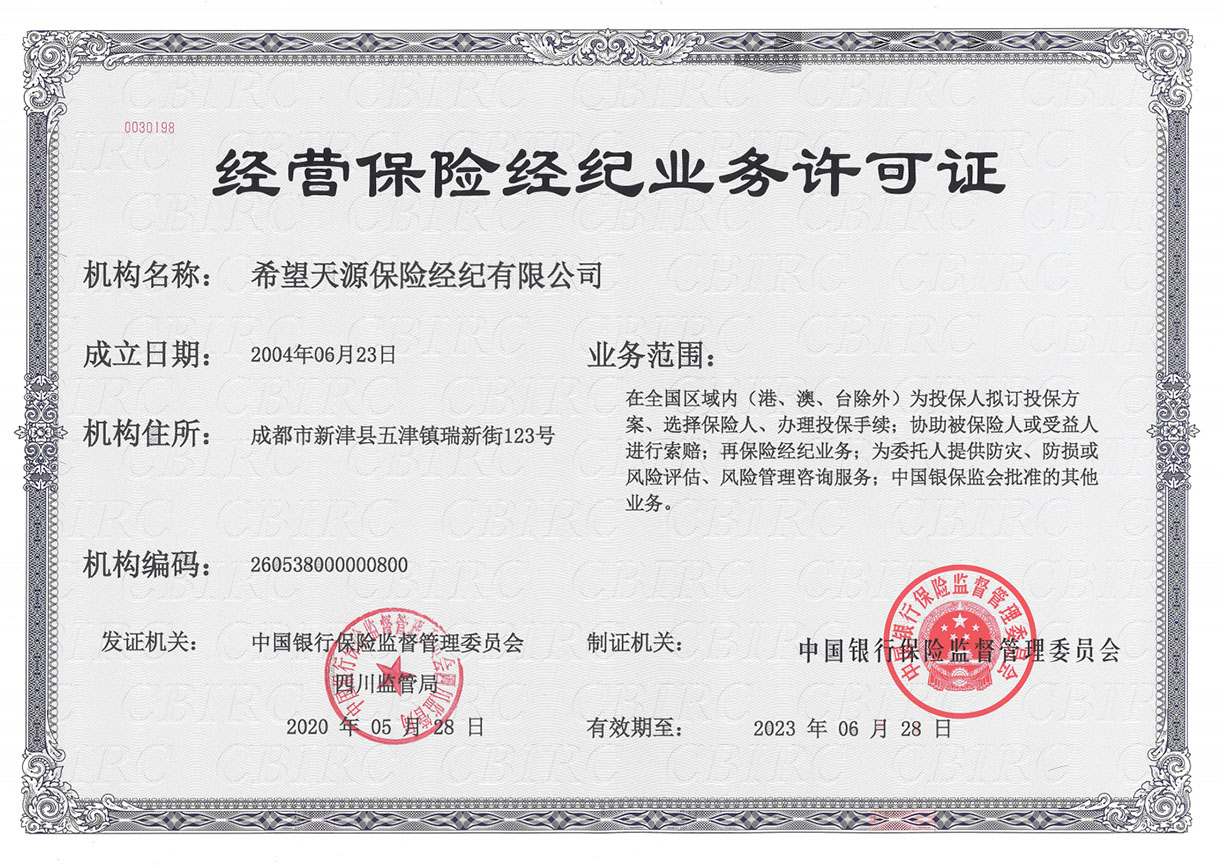 0030198
经营保险经纪业务许可证
机构名称： 希望天源保险经纪有限公司
成立日期： 2004年06月23日
机构住所： 成都市新津县五津镇瑞新街123号
业务范围：
在全国区域内（港、澳、台除外）为投保人拟订投保方
案、选择保险人、办理投保手续；协助被保险人或受益人
进行索赔；再保险经纪业务；为委托人提供防灾、防损或
风险评估、风险管理咨询服务；中国银保监会批准的其他
业务。
机构编码： 260538000000800
发证机关： 中国银行保险监督管理委员会
四川监管局
2020 年 05 月 28 日
制证机关： 中国银行保险监督管理委员会
有效期至： 2023 年 06 月 28 日
中国银行保险监督管理委员会四川监管局
中国银行保险监督管理委员会
CBIRC